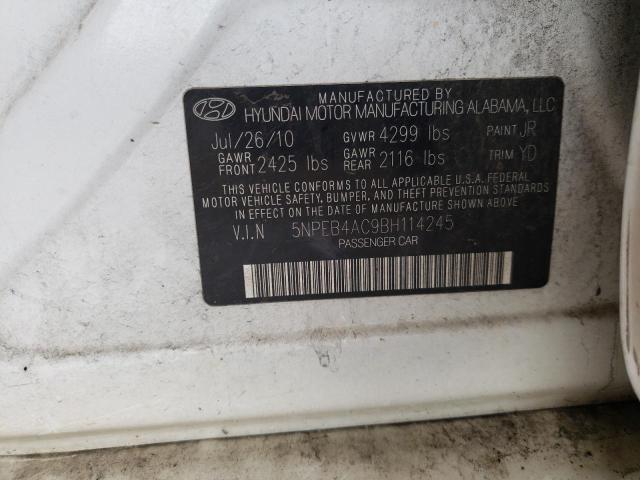 MANUFACTURED BY
HYUNDAI MOTOR MANUFACTURING ALABAMA, LLC
Jul/26/10 GVWR 4299 lbs PAINT JR
GAWR FRONT 2425 lbs GAWR REAR 2116 lbs TRIM YD
THIS VEHICLE CONFORMS TO ALL APPLICABLE U.S.A. FEDERAL
MOTOR VEHICLE SAFETY, BUMPER, AND THEFT PREVENTION STANDARDS
IN EFFECT ON THE DATE OF MANUFACTURE SHOWN ABOVE.
V.I.N 5NPEB4AC9BH114245
PASSENGER CAR